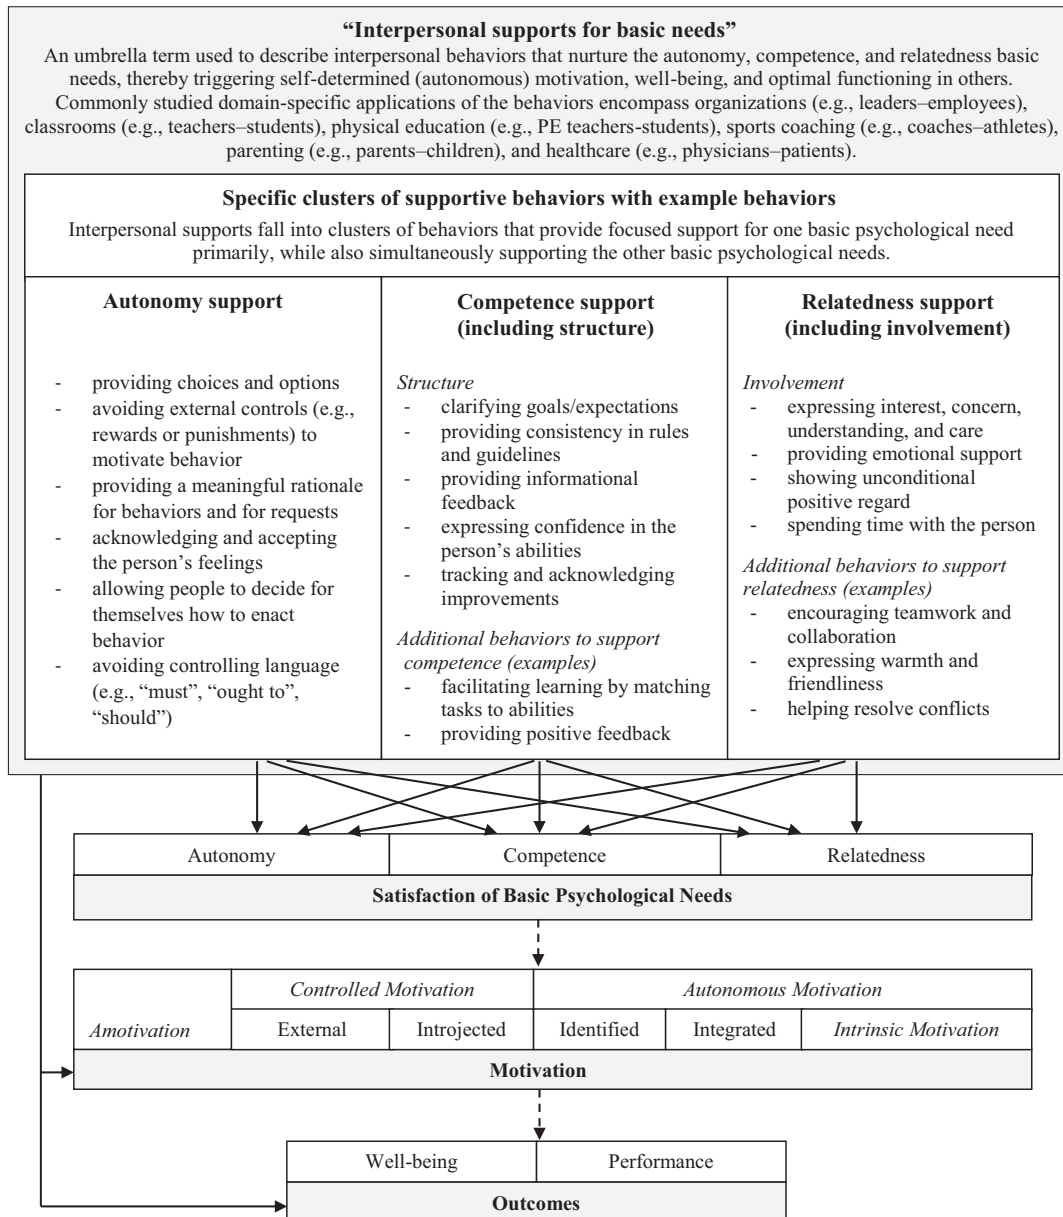 “Interpersonal supports for basic needs”
An umbrella term used to describe interpersonal behaviors that nurture the autonomy, competence, and relatedness basic
needs, thereby triggering self-determined (autonomous) motivation, well-being, and optimal functioning in others.
Commonly studied domain-specific applications of the behaviors encompass organizations (e.g., leaders–employees),
classrooms (e.g., teachers–students), physical education (e.g., PE teachers-students), sports coaching (e.g., coaches–athletes),
parenting (e.g., parents–children), and healthcare (e.g., physicians–patients).
Specific clusters of supportive behaviors with example behaviors
Interpersonal supports fall into clusters of behaviors that provide focused support for one basic psychological need
primarily, while also simultaneously supporting the other basic psychological needs.
Autonomy support
- providing choices and options
- avoiding external controls (e.g.,
rewards or punishments) to
motivate behavior
- providing a meaningful rationale
for behaviors and for requests
- acknowledging and accepting
the person’s feelings
- allowing people to decide for
themselves how to enact
behavior
- avoiding controlling language
(e.g., “must”, “ought to”,
“should”)
Competence support
(including structure)
Structure
- clarifying goals/expectations
- providing consistency in rules
and guidelines
- providing informational
feedback
- expressing confidence in the
person’s abilities
- tracking and acknowledging
improvements
Additional behaviors to support
competence (examples)
- facilitating learning by matching
tasks to abilities
- providing positive feedback
Relatedness support
(including involvement)
Involvement
- expressing interest, concern,
understanding, and care
- providing emotional support
- showing unconditional
positive regard
- spending time with the person
Additional behaviors to support
relatedness (examples)
- encouraging teamwork and
collaboration
- expressing warmth and
friendliness
- helping resolve conflicts
Autonomy
Competence
Relatedness
Satisfaction of Basic Psychological Needs
Amotivation
Controlled Motivation
Autonomous Motivation
External
Introjected
Identified
Integrated
Intrinsic Motivation
Motivation
Well-being
Performance
Outcomes